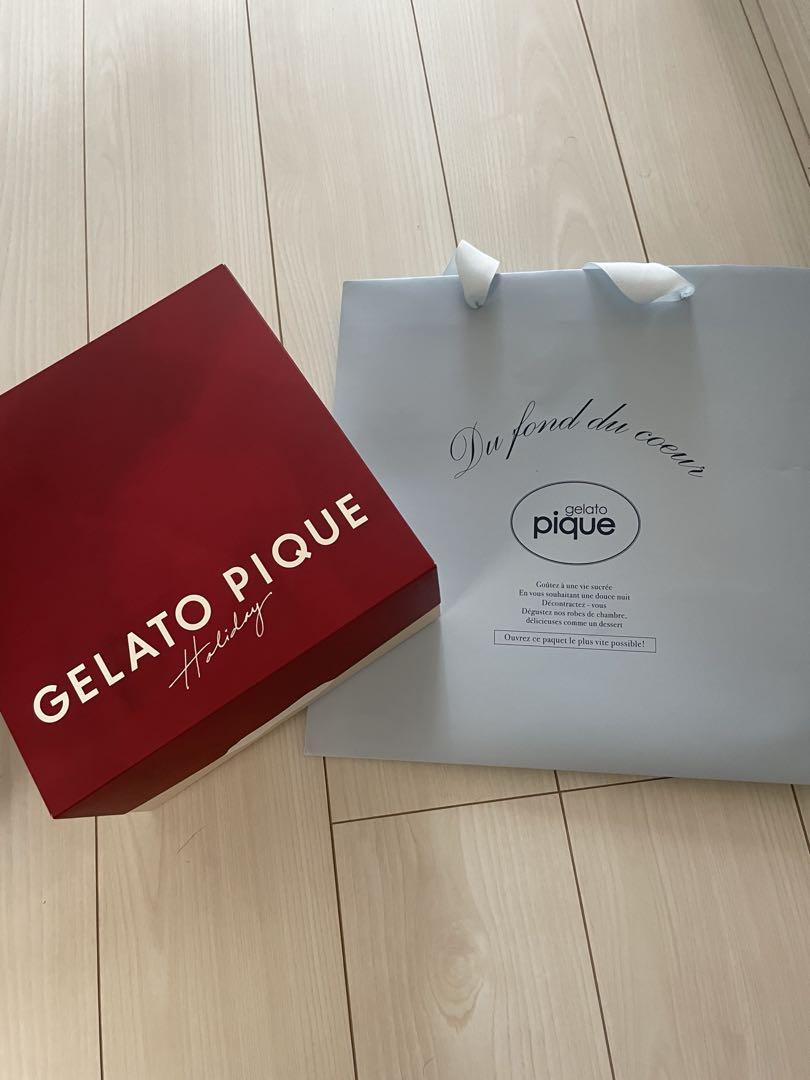 GELATO PIQUE
Holiday
Du fond du coeur
gelato
pique
Goûtez à une vie sucrée
En vous souhaitant une douce nuit
Décontractez - vous
Dégustez nos robes de chambre,
délicieuses comme un dessert
Ouvrez ce paquet le plus vite possible!